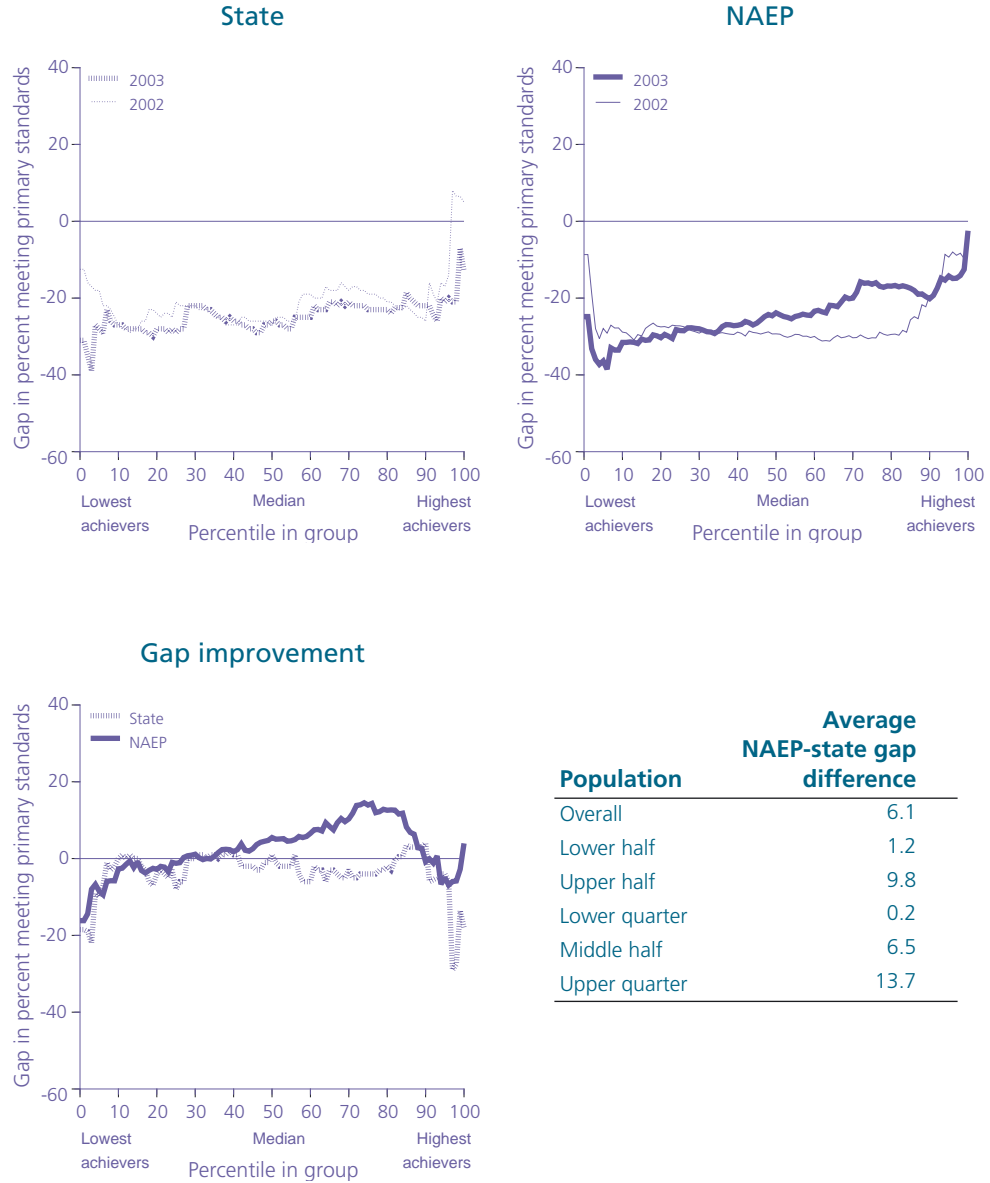 State
Gap in percent meeting primary standards
40
20
0
-20
-40
-60
2003
2002
0 10 20 30 40 50 60 70 80 90 100
Lowest achievers
Median
Highest achievers
Percentile in group
NAEP
Gap in percent meeting primary standards
40
20
0
-20
-40
-60
2003
2002
0 10 20 30 40 50 60 70 80 90 100
Lowest achievers
Median
Highest achievers
Percentile in group
Gap improvement
Gap in percent meeting primary standards
40
20
0
-20
-40
-60
State
NAEP
0 10 20 30 40 50 60 70 80 90 100
Lowest achievers
Median
Highest achievers
Percentile in group
Population Average NAEP-state gap difference
Overall 6.1
Lower half 1.2
Upper half 9.8
Lower quarter 0.2
Middle half 6.5
Upper quarter 13.7